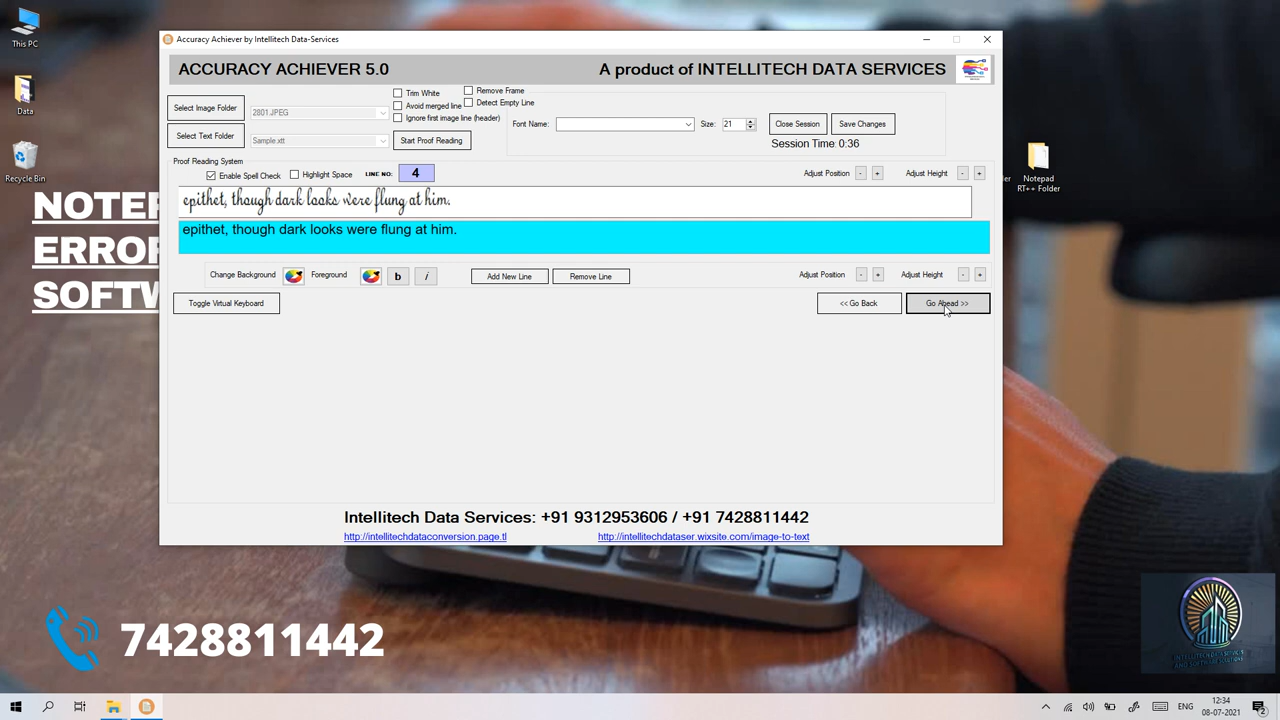 This PC
Data
Recycle Bin
Notepad
RT++ Folder
Accuracy Achiever by Intellitech Data-Services
ACCURACY ACHIEVER 5.0
A product of INTELLITECH DATA SERVICES
Select Image Folder
2801.JPEG
Trim White
Avoid merged line
Ignore first image line (header)
Remove Frame
Detect Empty Line
Select Text Folder
Sample.xtt
Start Proof Reading
Font Name:
Size: 21
Close Session
Save Changes
Session Time: 0:36
Proof Reading System
Enable Spell Check
Highlight Space
LINE NO: 4
Adjust Position - +
Adjust Height - +
epithet, though dark looks were flung at him.
epithet, though dark looks were flung at him.
Change Background
Foreground
b
i
Add New Line
Remove Line
Adjust Position - +
Adjust Height - +
Toggle Virtual Keyboard
<< Go Back
Go Ahead >>
Intellitech Data Services: +91 9312953606 / +91 7428811442
http://intellitechdataconversion.page.tl
http://intellitechdataser.wixsite.com/image-to-text
7428811442
ENG
12:34
08-07-2021
2